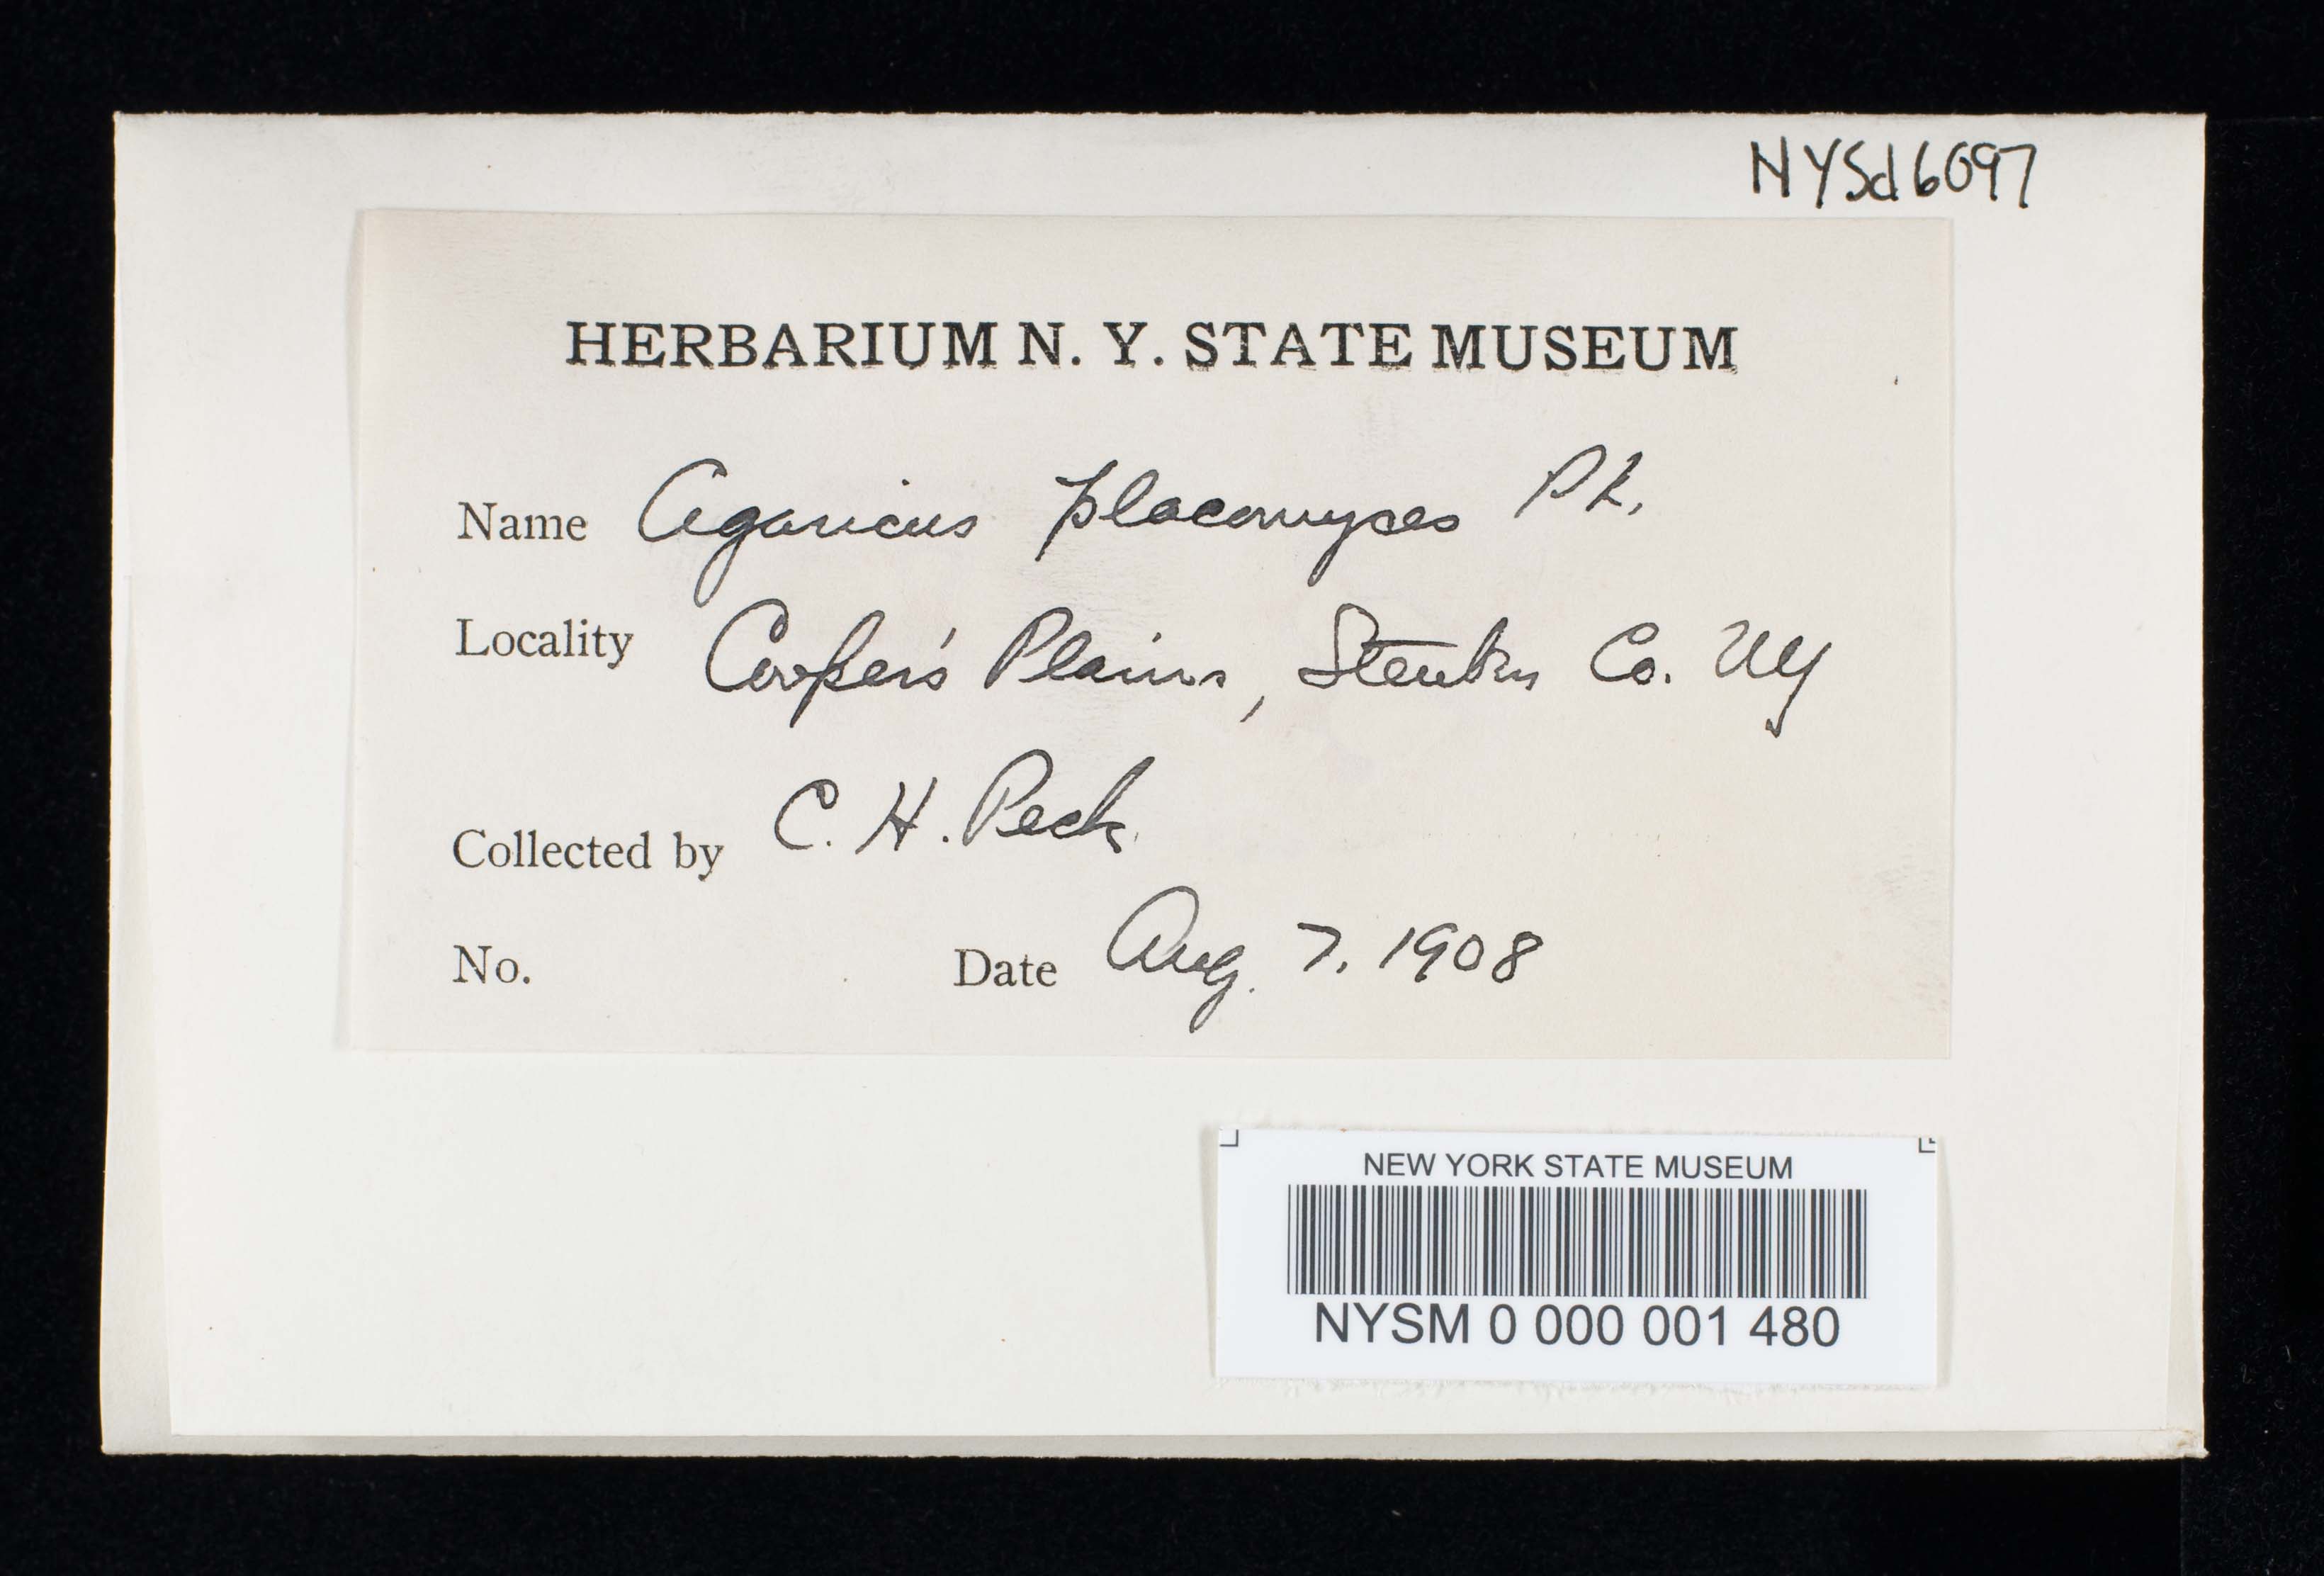 NYSd6097
HERBARIUM N. Y. STATE MUSEUM
Name Agaricus placomyces Pk.
Locality Cooper's Plains, Steuben Co. NY
Collected by C. H. Peck
No. Date Aug. 7. 1908
NEW YORK STATE MUSEUM
NYSM 0 000 001 480